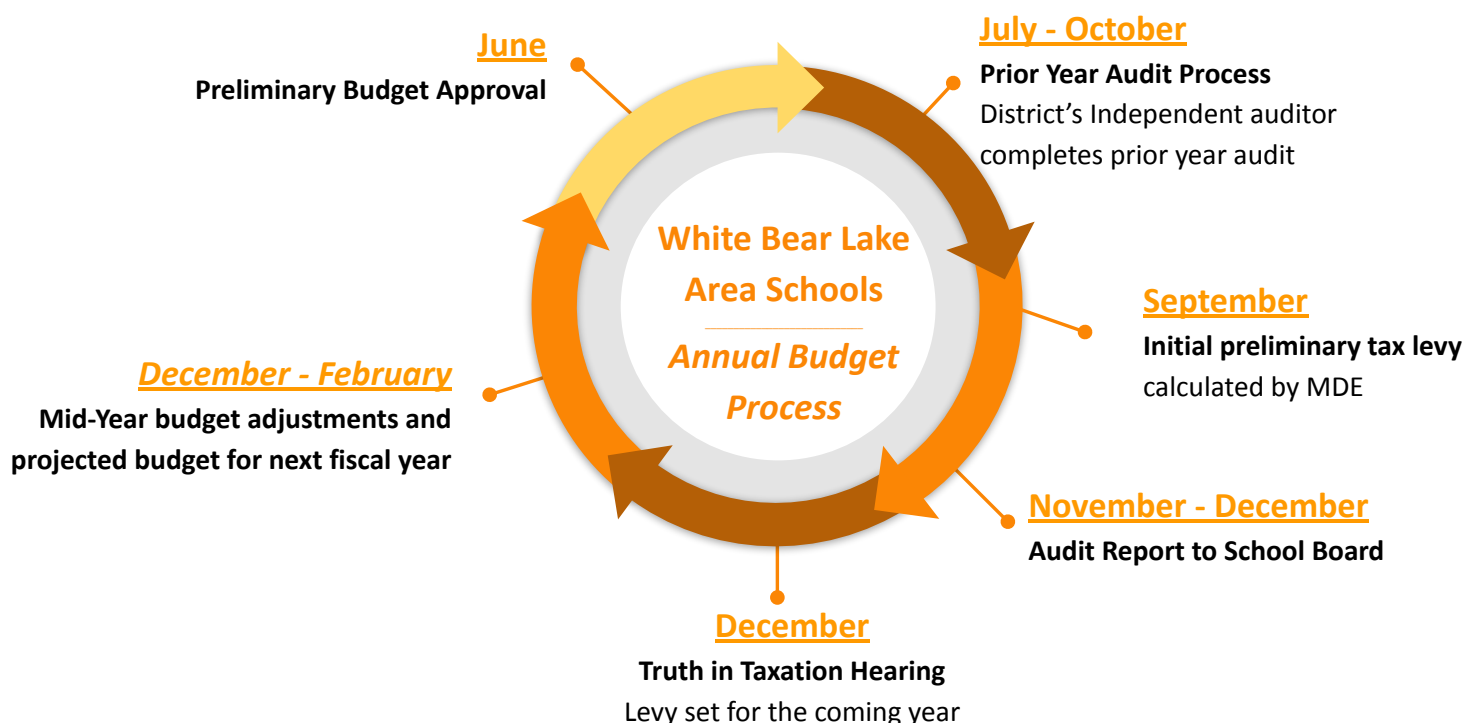 June
Preliminary Budget Approval
July - October
Prior Year Audit Process
District’s Independent auditor
completes prior year audit
White Bear Lake
Area Schools
Annual Budget
Process
September
Initial preliminary tax levy
calculated by MDE
December - February
Mid-Year budget adjustments and
projected budget for next fiscal year
November - December
Audit Report to School Board
December
Truth in Taxation Hearing
Levy set for the coming year